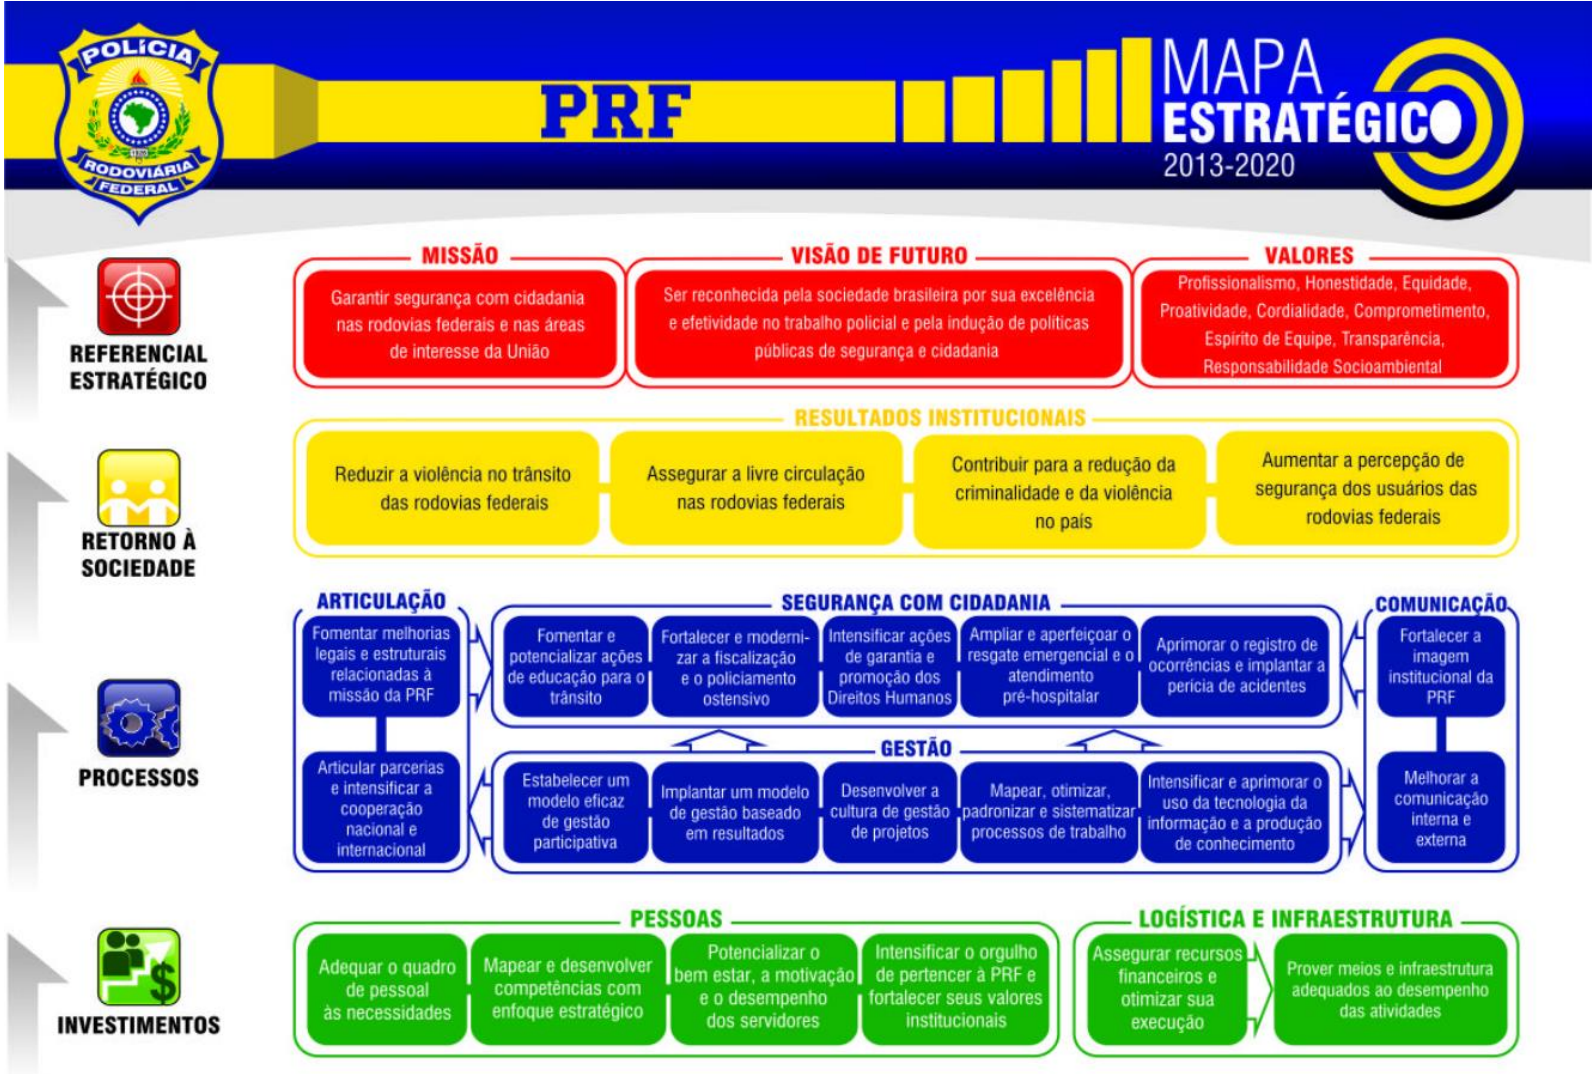 POLÍCIA
RODOVIÁRIA
FEDERAL
PRF
MAPA
ESTRATÉGICO
2013-2020
REFERENCIAL
ESTRATÉGICO
MISSÃO
Garantir segurança com cidadania
nas rodovias federais e nas áreas
de interesse da União
VISÃO DE FUTURO
Ser reconhecida pela sociedade brasileira por sua excelência
e efetividade no trabalho policial e pela indução de políticas
públicas de segurança e cidadania
VALORES
Profissionalismo, Honestidade, Equidade,
Proatividade, Cordialidade, Comprometimento,
Espírito de Equipe, Transparência,
Responsabilidade Socioambiental
RETORNO À
SOCIEDADE
RESULTADOS INSTITUCIONAIS
Reduzir a violência no trânsito
das rodovias federais
Assegurar a livre circulação
nas rodovias federais
Contribuir para a redução da
criminalidade e da violência
no país
Aumentar a percepção de
segurança dos usuários das
rodovias federais
PROCESSOS
ARTICULAÇÃO
Fomentar melhorias
legais e estruturais
relacionadas à
missão da PRF
Articular parcerias
e intensificar a
cooperação
nacional e
internacional
SEGURANÇA COM CIDADANIA
Fomentar e
potencializar ações
de educação para o
trânsito
Fortalecer e moderni-
zar a fiscalização
e o policiamento
ostensivo
Intensificar ações
de garantia e
promoção dos
Direitos Humanos
Ampliar e aperfeiçoar o
resgate emergencial e o
atendimento
pré-hospitalar
Aprimorar o registro de
ocorrências e implantar a
perícia de acidentes
GESTÃO
Estabelecer um
modelo eficaz
de gestão
participativa
Implantar um modelo
de gestão baseado
em resultados
Desenvolver a
cultura de gestão
de projetos
Mapear, otimizar,
padronizar e sistematizar
processos de trabalho
Intensificar e aprimorar o
uso da tecnologia da
informação e a produção
de conhecimento
COMUNICAÇÃO
Fortalecer a
imagem
institucional da
PRF
Melhorar a
comunicação
interna e
externa
INVESTIMENTOS
PESSOAS
Adequar o quadro
de pessoal
às necessidades
Mapear e desenvolver
competências com
enfoque estratégico
Potencializar o
bem estar, a motivação
e o desempenho
dos servidores
Intensificar o orgulho
de pertencer à PRF e
fortalecer seus valores
institucionais
LOGÍSTICA E INFRAESTRUTURA
Assegurar recursos
financeiros e
otimizar sua
execução
Prover meios e infraestrutura
adequados ao desempenho
das atividades